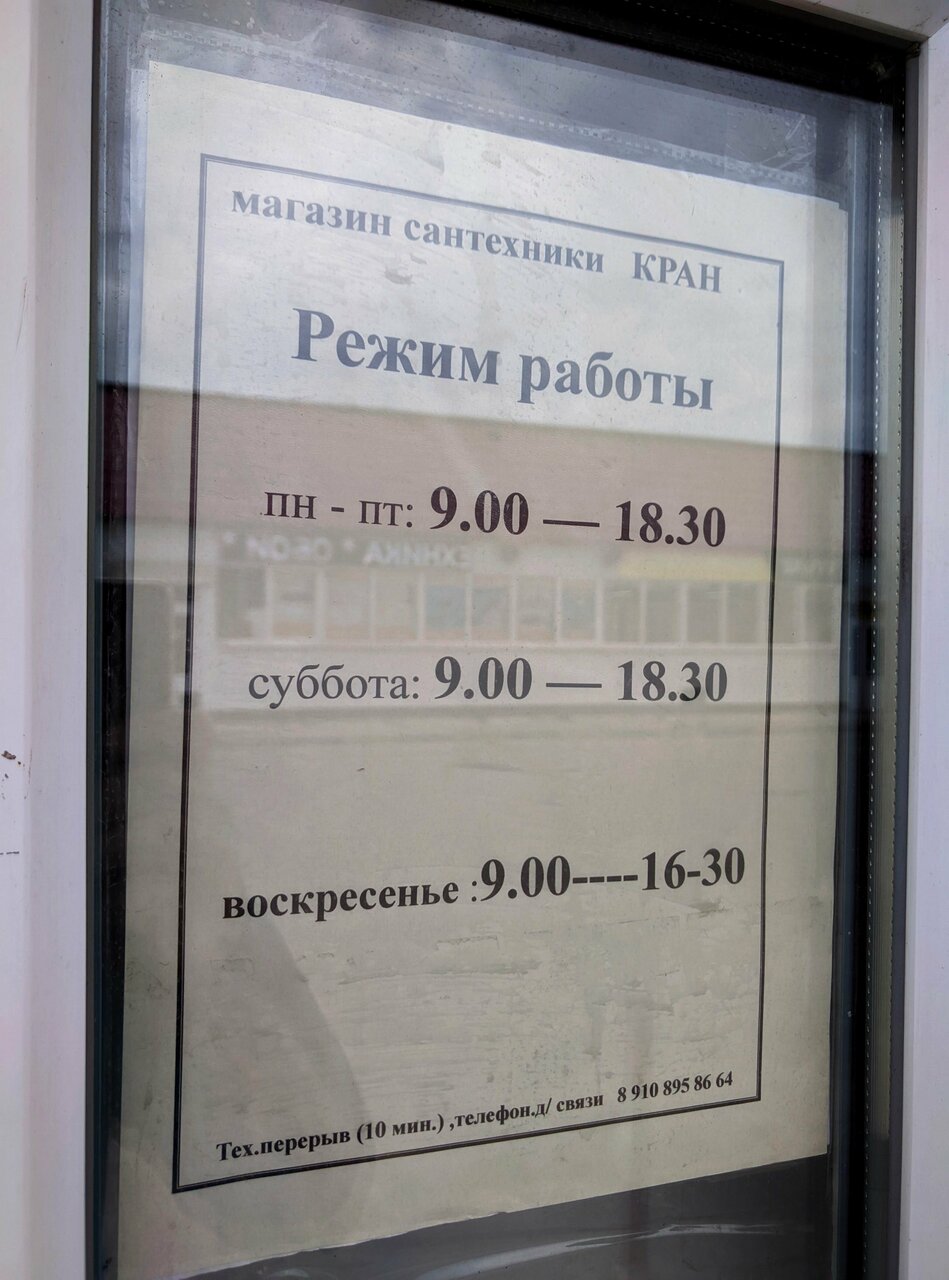 магазин сантехники КРАН
Режим работы
пн - пт: 9.00 — 18.30
суббота: 9.00 — 18.30
воскресенье :9.00----16-30
Тех.перерыв (10 мин.) ,телефон.д/ связи 8 910 895 86 64